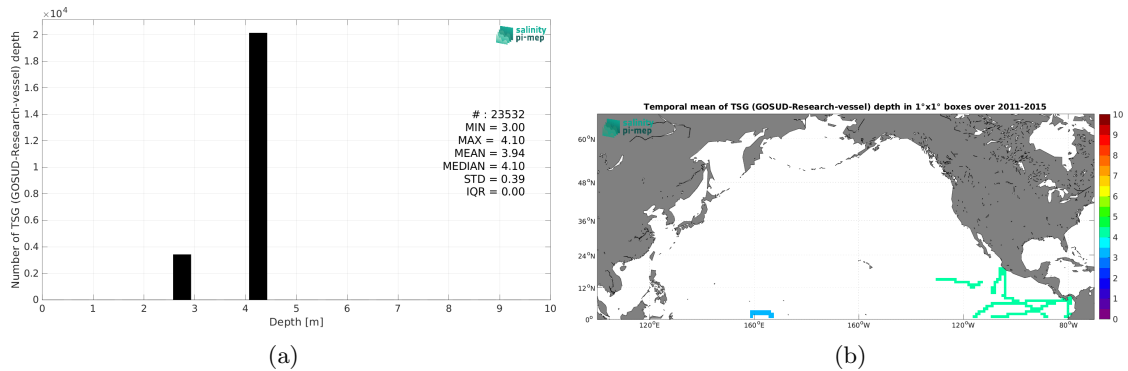 ×10⁴
2
1.8
1.6
1.4
1.2
1
0.8
0.6
0.4
0.2
0
Number of TSG (GOSUD-Research-vessel) depth
salinity
pi-mep
# : 23532
MIN = 3.00
MAX = 4.10
MEAN = 3.94
MEDIAN = 4.10
STD = 0.39
IQR = 0.00
0 1 2 3 4 5 6 7 8 9 10
Depth [m]
(a)
Temporal mean of TSG (GOSUD-Research-vessel) depth in 1°x1° boxes over 2011-2015
salinity
pi-mep
60°N
48°N
36°N
24°N
12°N
0°
120°E 160°E 160°W 120°W 80°W
10
9
8
7
6
5
4
3
2
1
0
(b)